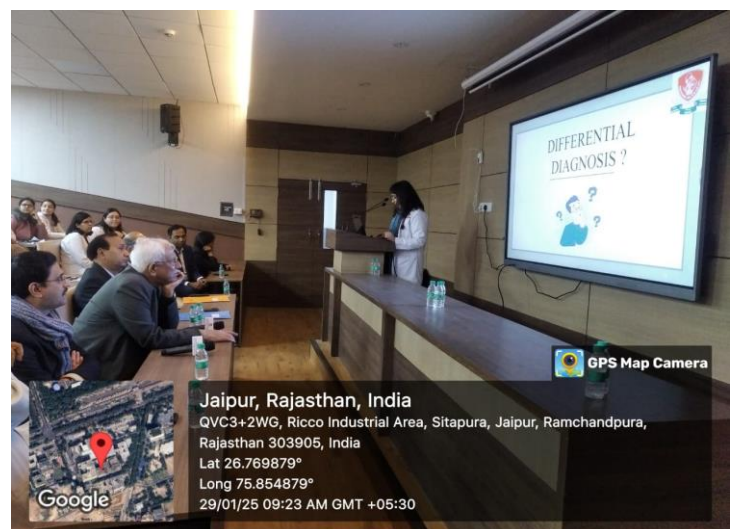 DIFFERENTIAL
DIAGNOSIS ?
GPS Map Camera
Jaipur, Rajasthan, India
QVC3+2WG, Ricco Industrial Area, Sitapura, Jaipur, Ramchandpura,
Rajasthan 303905, India
Lat 26.769879°
Long 75.854879°
29/01/25 09:23 AM GMT +05:30
Google